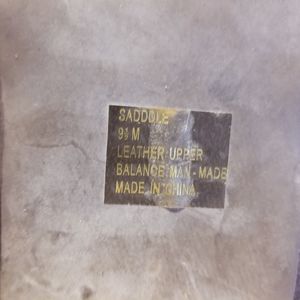 SADDDLE
9½ M
LEATHER UPPER
BALANCE MAN-MADE
MADE IN CHINA